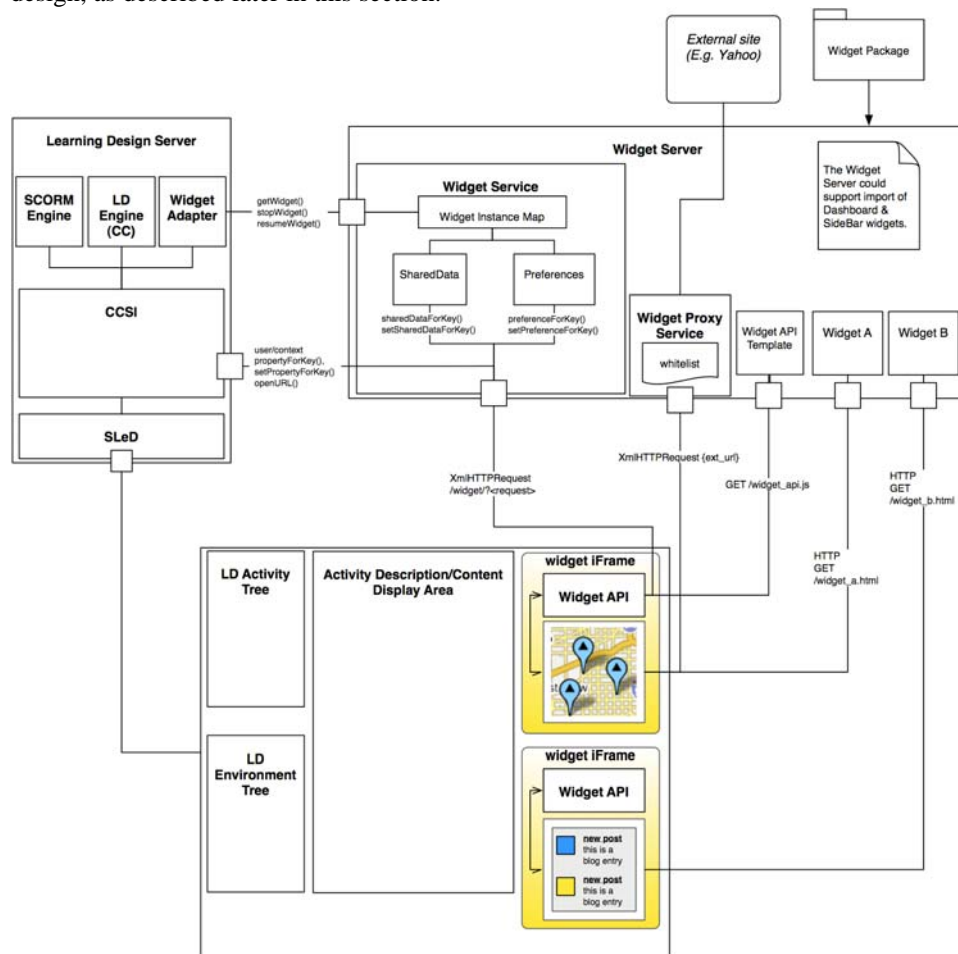 design, as described later in this section.
External site
(E.g. Yahoo)
Widget Package
Learning Design Server
SCORM
Engine
LD
Engine
(CC)
Widget
Adapter
CCSI
SLeD
getWidget()
stopWidget()
resumeWidget()
user/context
propertyForKey(),
setPropertyForKey()
openURL()
Widget Server
Widget Service
Widget Instance Map
SharedData
Preferences
sharedDataForKey()
setSharedDataForKey()
preferenceForKey()
setPreferenceForKey()
The Widget
Server could
support import of
Dashboard &
SideBar widgets.
Widget Proxy
Service
whitelist
Widget API
Template
Widget A
Widget B
XmlHTTPRequest
/widget/?<request>
XmlHTTPRequest {ext_url}
GET /widget_api.js
HTTP
GET
/widget_a.html
HTTP
GET
/widget_b.html
LD Activity
Tree
Activity Description/Content
Display Area
LD
Environment
Tree
widget iFrame
Widget API
widget iFrame
Widget API
new post
this is a
blog entry
new post
this is a
blog entry